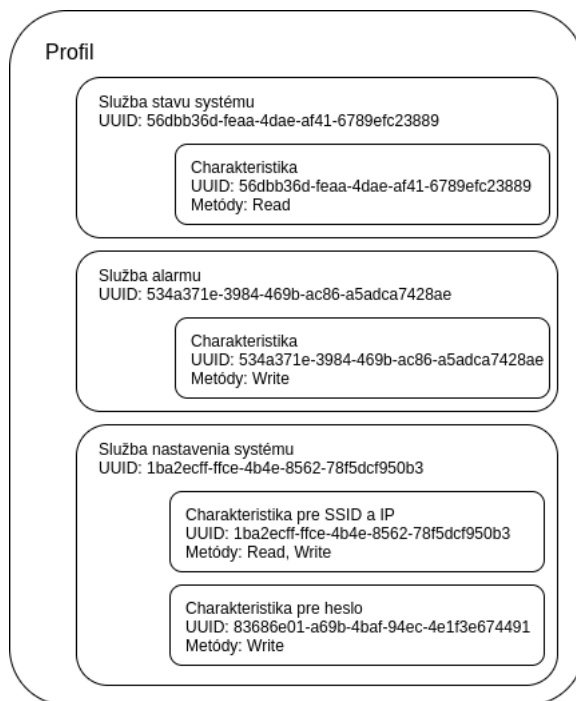 Profil
Služba stavu systému
UUID: 56dbb36d-feaa-4dae-af41-6789efc23889
Charakteristika
UUID: 56dbb36d-feaa-4dae-af41-6789efc23889
Metódy: Read
Služba alarmu
UUID: 534a371e-3984-469b-ac86-a5adca7428ae
Charakteristika
UUID: 534a371e-3984-469b-ac86-a5adca7428ae
Metódy: Write
Služba nastavenia systému
UUID: 1ba2ecff-ffce-4b4e-8562-78f5dcf950b3
Charakteristika pre SSID a IP
UUID: 1ba2ecff-ffce-4b4e-8562-78f5dcf950b3
Metódy: Read, Write
Charakteristika pre heslo
UUID: 83686e01-a69b-4baf-94ec-4e1f3e674491
Metódy: Write